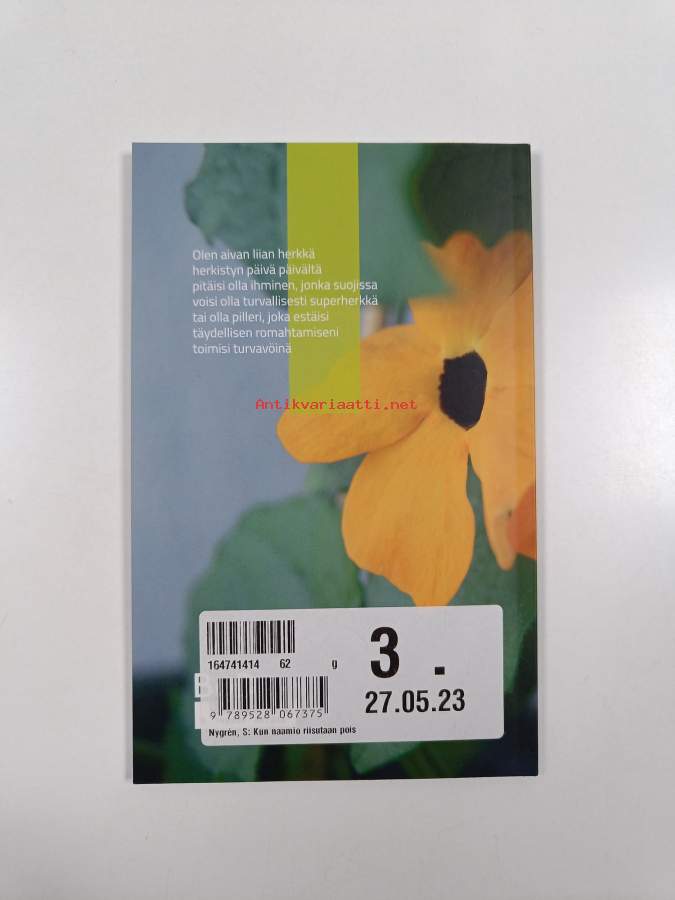 Olen aivan liian herkkä
herkistyn päivä päivältä
pitäisi olla ihminen, jonka suojissa
voisi olla turvallisesti superherkkä
tai olla pilleri, joka estäisi
täydellisen romahtamiseni
toimisi turvavöinä
Antikvariaatti.net
164741414 62 g
3 .
27.05.23
B
9 789528 067375
Nygrén, S: Kun naamio riisutaan pois